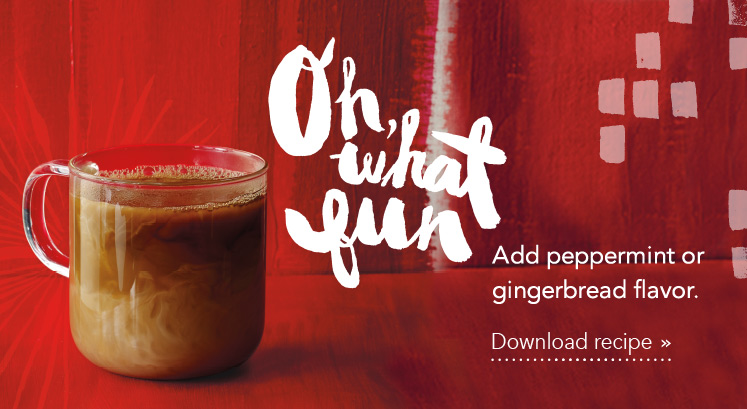 Oh,
what
fun
Add peppermint or
gingerbread flavor.
Download recipe »